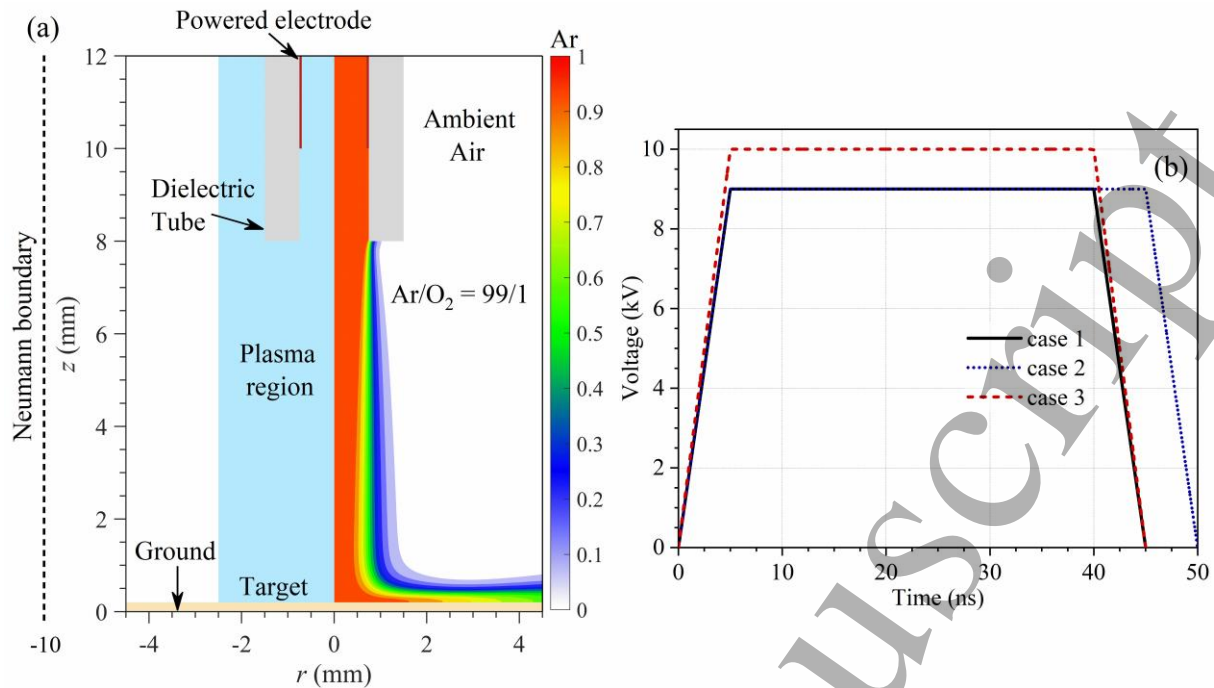 (a)
Powered electrode
Ar
12
10
8
6
4
2
0
z (mm)
Neumann boundary
Dielectric
Tube
Plasma
region
Ground
Target
Ambient
Air
Ar/O₂ = 99/1
1
0.9
0.8
0.7
0.6
0.5
0.4
0.3
0.2
0.1
0
-10
-4
-2
0
2
4
r (mm)
(b)
10
8
6
4
2
0
Voltage (kV)
case 1
case 2
case 3
0
10
20
30
40
50
Time (ns)
uscript